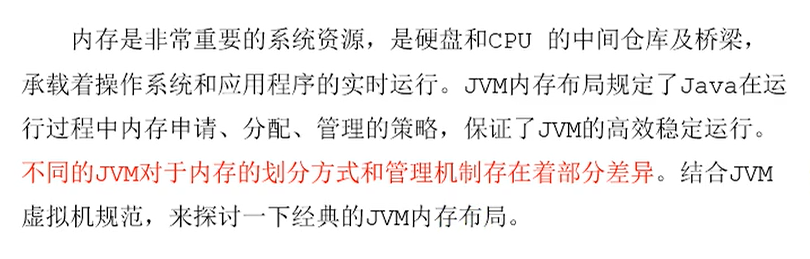 内存是非常重要的系统资源，是硬盘和CPU 的中间仓库及桥梁，
承载着操作系统和应用程序的实时运行。JVM内存布局规定了Java在运
行过程中内存申请、分配、管理的策略，保证了JVM的高效稳定运行。
不同的JVM对于内存的划分方式和管理机制存在着部分差异。结合JVM
虚拟机规范，来探讨一下经典的JVM内存布局。